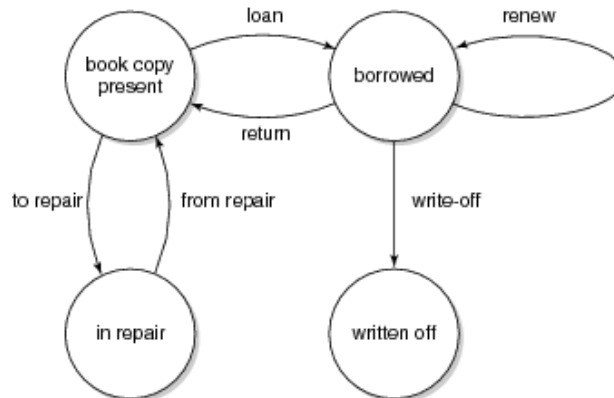 loan
renew
book copy
present
borrowed
return
to repair
from repair
write-off
in repair
written off